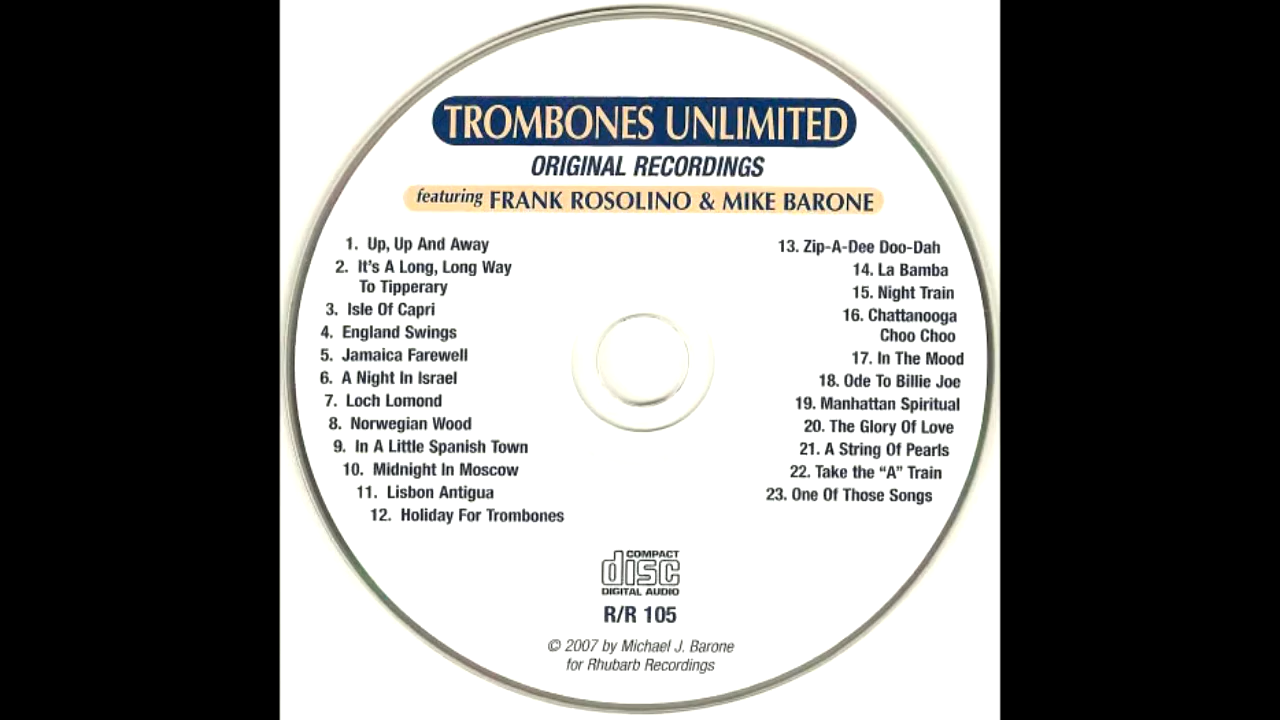 TROMBONES UNLIMITED
ORIGINAL RECORDINGS
featuring FRANK ROSOLINO & MIKE BARONE
1. Up, Up And Away
2. It's A Long, Long Way
To Tipperary
3. Isle Of Capri
4. England Swings
5. Jamaica Farewell
6. A Night In Israel
7. Loch Lomond
8. Norwegian Wood
9. In A Little Spanish Town
10. Midnight In Moscow
11. Lisbon Antigua
12. Holiday For Trombones
13. Zip-A-Dee Doo-Dah
14. La Bamba
15. Night Train
16. Chattanooga
Choo Choo
17. In The Mood
18. Ode To Billie Joe
19. Manhattan Spiritual
20. The Glory Of Love
21. A String Of Pearls
22. Take the “A” Train
23. One Of Those Songs
COMPACT
disc
DIGITAL AUDIO
R/R 105
© 2007 by Michael J. Barone
for Rhubarb Recordings